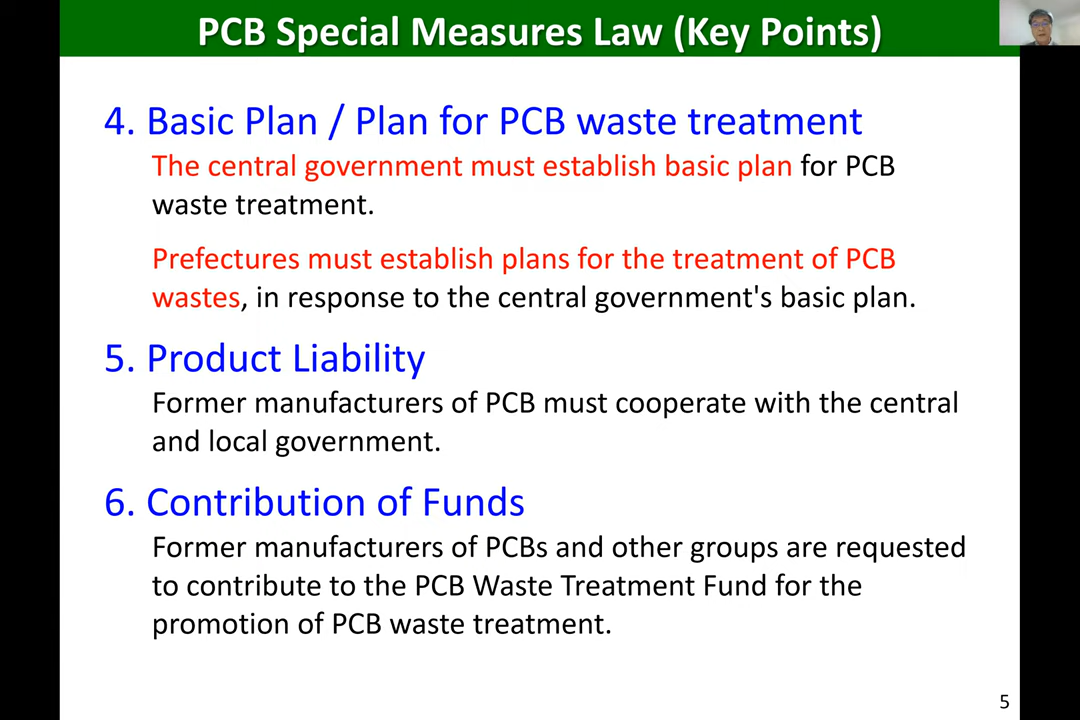 PCB Special Measures Law (Key Points)
4. Basic Plan / Plan for PCB waste treatment
The central government must establish basic plan for PCB
waste treatment.
Prefectures must establish plans for the treatment of PCB
wastes, in response to the central government's basic plan.
5. Product Liability
Former manufacturers of PCB must cooperate with the central
and local government.
6. Contribution of Funds
Former manufacturers of PCBs and other groups are requested
to contribute to the PCB Waste Treatment Fund for the
promotion of PCB waste treatment.
5